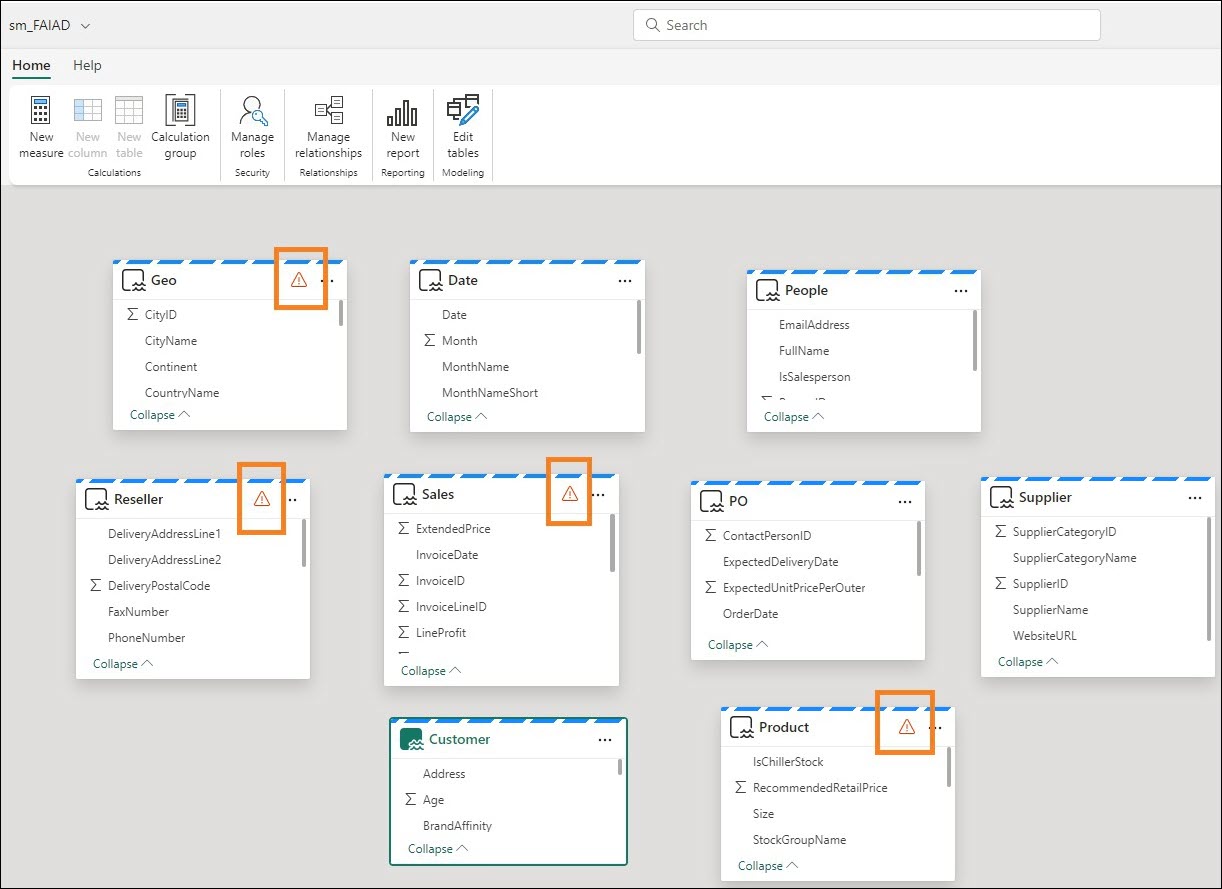 sm_FAIAD
Search
Home Help
New measure
New column
New table
Calculation group
Manage roles
Manage relationships
New report
Edit tables
Calculations
Security
Relationships
Reporting
Modeling
Geo
CityID
CityName
Continent
CountryName
Collapse
Date
Date
Month
MonthName
MonthNameShort
Collapse
People
EmailAddress
FullName
IsSalesperson
Collapse
Reseller
DeliveryAddressLine1
DeliveryAddressLine2
DeliveryPostalCode
FaxNumber
PhoneNumber
Collapse
Sales
ExtendedPrice
InvoiceDate
InvoiceID
InvoiceLineID
LineProfit
Collapse
PO
ContactPersonID
ExpectedDeliveryDate
ExpectedUnitPricePerOuter
OrderDate
Collapse
Supplier
SupplierCategoryID
SupplierCategoryName
SupplierID
SupplierName
WebsiteURL
Collapse
Customer
Address
Age
BrandAffinity
Collapse
Product
IsChillerStock
RecommendedRetailPrice
Size
StockGroupName
Collapse